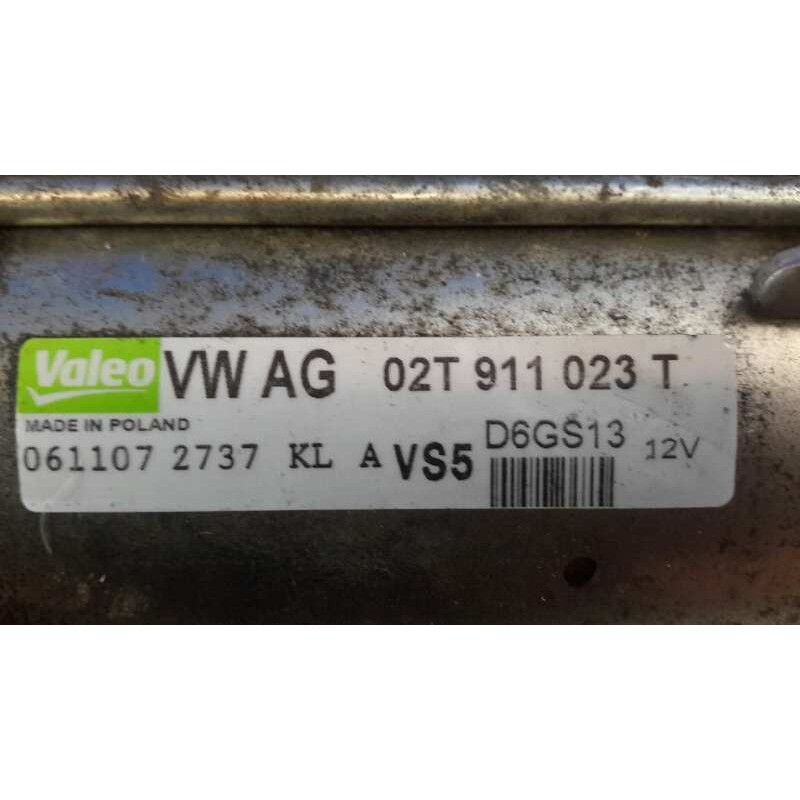 Valeo VW AG 02T 911 023 T
MADE IN POLAND
061107 2737 KL A VS5 D6GS13 12V